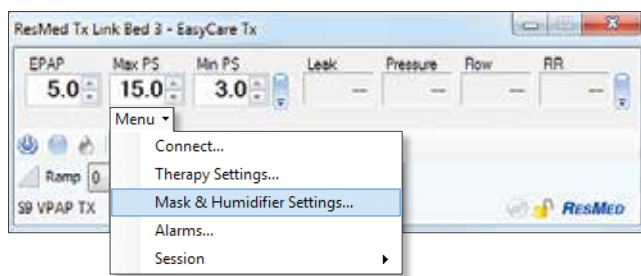 ResMed Tx Link Bed 3 - EasyCare Tx
EPAP Max PS Min PS Leak Pressure Flow RR
5.0 15.0 3.0 -- -- -- --
Menu
Connect...
Ramp 0 Therapy Settings...
S9 VPAP TX Mask & Humidifier Settings... RESMED
Alarms...
Session